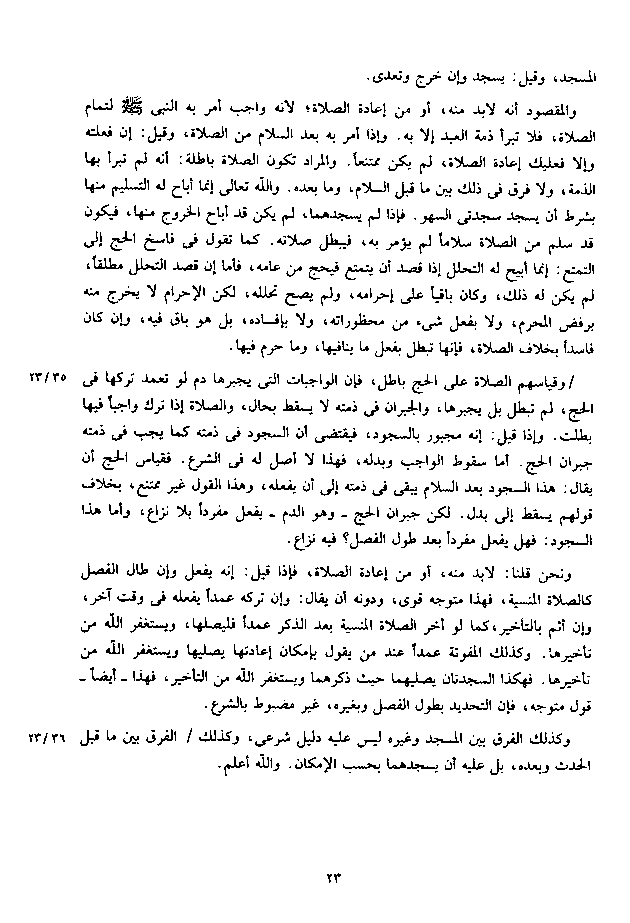 المسجد، وقيل: يسجد وإن خرج وتعدى.
والمقصود أنه لابد منه، أو من إعادة الصلاة؛ لأنه واجب أمر به النبي ﷺ لتمام
الصلاة، فلا تبرأ ذمة العبد إلا به. وإذا أمر به بعد السلام من الصلاة، وقيل: إن فعلته
وإلا فعليك إعادة الصلاة، لم يكن ممتنعاً. والمراد تكون الصلاة باطلة: أنه لم تبرأ بها
الذمة، ولا فرق فى ذلك بين ما قبل السلام، وما بعده. والله تعالى إنما أباح له التسليم منها
بشرط أن يسجد سجدتى السهو. فإذا لم يسجدهما، لم يكن قد أباح الخروج منها، فيكون
قد سلم من الصلاة سلاماً لم يؤمر به، فيبطل صلاته. كما تقول فى فاسخ الحج إلى
التمتع: إنما أبيح له التحلل إذا قصد أن يتمتع فيحج من عامه، فأما إن قصد التحلل مطلقاً،
لم يكن له ذلك، وكان باقياً على إحرامه، ولم يصح تحلله، لكن الإحرام لا يخرج منه
برفض المحرم، ولا بفعل شىء من محظوراته، ولا بإفساده، بل هو باق فيه، وإن كان
فاسداً بخلاف الصلاة، فإنها تبطل بفعل ما ينافيها، وما حرم فيها.
/ وقياسهم الصلاة على الحج باطل، فإن الواجبات التى يجبرها دم لو تعمد تركها فى ٢٣/٣٥
الحج، لم تبطل بل يجبرها، والجبران فى ذمته لا يسقط بحال، والصلاة إذا ترك واجباً فيها
بطلت. وإذا قيل: إنه مجبور بالسجود، فيقتضى أن السجود فى ذمته كما يجب فى ذمته
جبران الحج. أما سقوط الواجب وبدله، فهذا لا أصل له فى الشرع. فقياس الحج أن
يقال: هذا السجود بعد السلام يبقى فى ذمته إلى أن يفعله، وهذا القول غير ممتنع، بخلاف
قولهم يسقط إلى بدل. لكن جبران الحج ـ وهو الدم ـ يفعل مفرداً بلا نزاع، وأما هذا
السجود: فهل يفعل مفرداً بعد طول الفصل؟ فيه نزاع.
ونحن قلنا: لابد منه، أو من إعادة الصلاة، فإذا قيل: إنه يفعل وإن طال الفصل
كالصلاة المنسية، فهذا متوجه قوى، ودونه أن يقال: وإن تركه عمداً يفعله فى وقت آخر،
وإن أثم بالتأخير، كما لو أخر الصلاة المنسية بعد الذكر عمداً فليصلها، ويستغفر الله من
تأخيرها. وكذلك المفوتة عمداً عند من يقول بإمكان إعادتها يصليها ويستغفر الله من
تأخيرها. فهكذا السجدتان يصليهما حيث ذكرهما ويستغفر الله من التأخير، فهذا ـ أيضاً ـ
قول متوجه، فإن التحديد بطول الفصل وبغيره، غير مضبوط بالشرع.
وكذلك الفرق بين المسجد وغيره ليس عليه دليل شرعى، وكذلك / الفرق بين ما قبل ٢٣/٣٦
الحدث وبعده، بل عليه أن يسجدهما بحسب الإمكان. والله أعلم.
٢٣